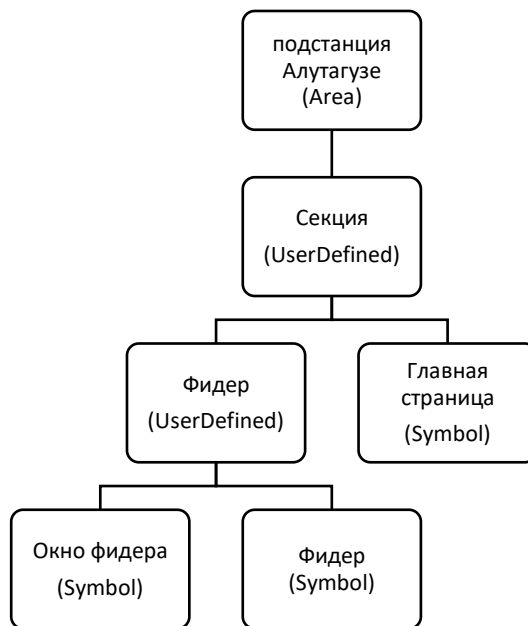 подстанция
Алутагузе
(Area)
Секция
(UserDefined)
Фидер
(UserDefined)
Главная
страница
(Symbol)
Окно фидера
(Symbol)
Фидер
(Symbol)